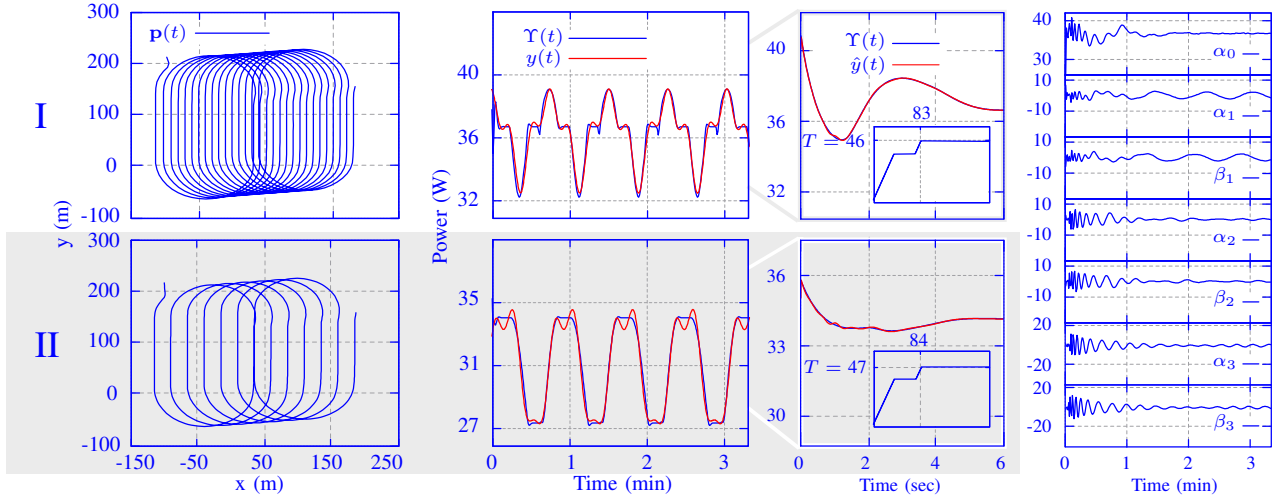 I
y (m)
300
200
100
0
-100
p(t)
Power (W)
40
36
32
ϒ(t)
y(t)
40
36
32
ϒ(t)
ŷ(t)
83
T = 46
40
30
α0
10
-10
α1
10
-10
β1
10
-10
α2
10
-10
β2
20
-20
α3
20
-20
β3
0 1 2 3
Time (min)
II
300
200
100
0
-100
-150 -50 50 150 250
x (m)
35
31
27
0 1 2 3
Time (min)
36
33
30
84
T = 47
0 2 4 6
Time (sec)